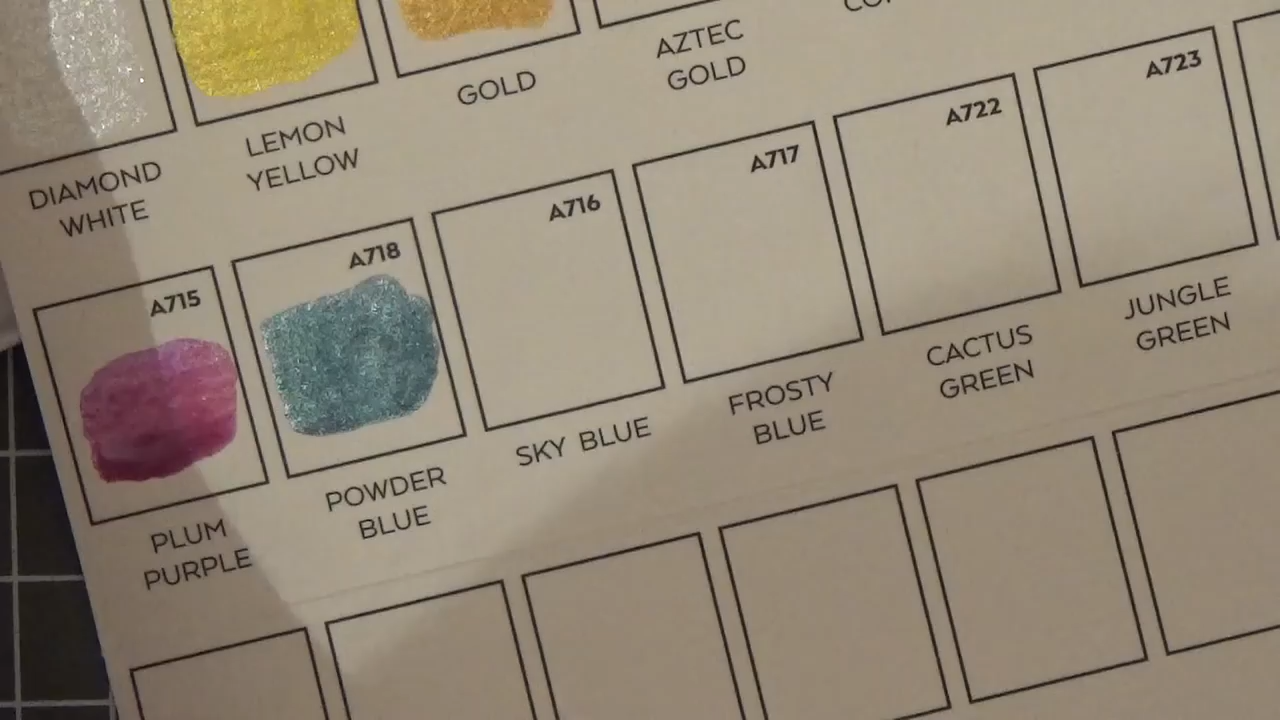 DIAMOND
WHITE
LEMON
YELLOW
GOLD
AZTEC
GOLD
A715
A718
A716
A717
A722
A723
PLUM
PURPLE
POWDER
BLUE
SKY BLUE
FROSTY
BLUE
CACTUS
GREEN
JUNGLE
GREEN